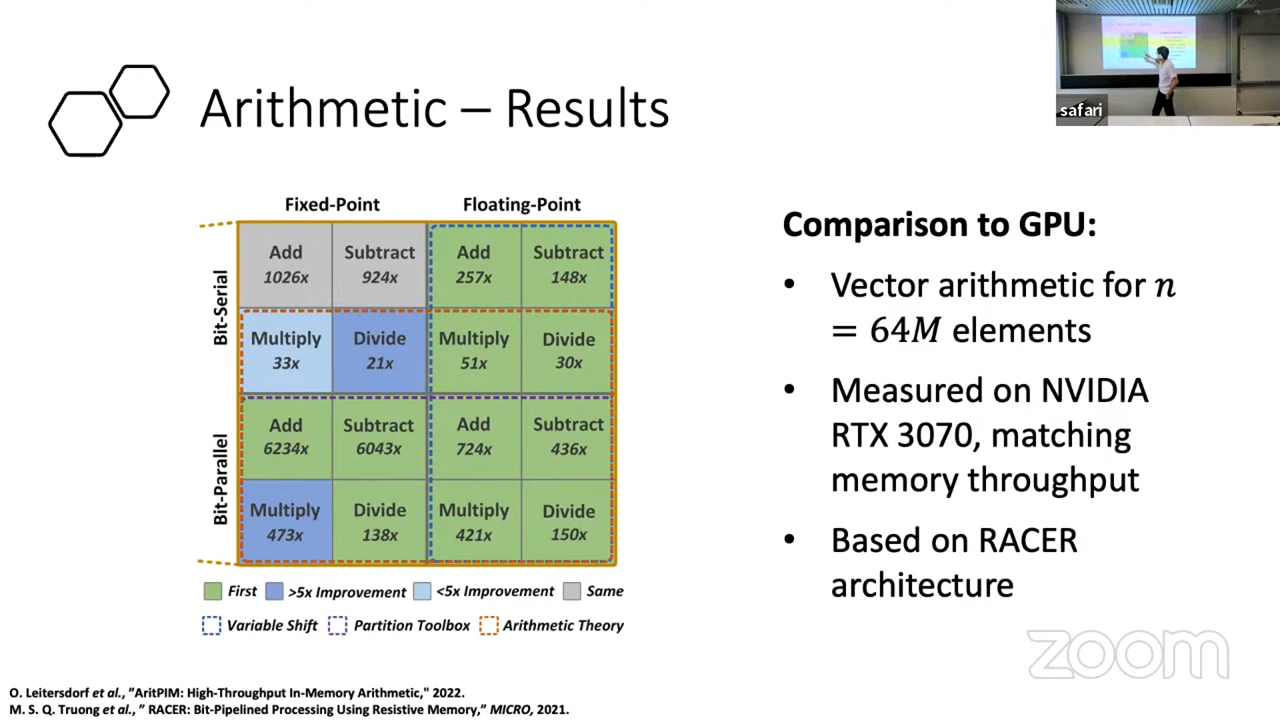 safari
Arithmetic – Results
Fixed-Point Floating-Point
Bit-Serial
Add Subtract Add Subtract
1026x 924x 257x 148x
Multiply Divide Multiply Divide
33x 21x 51x 30x
Bit-Parallel
Add Subtract Add Subtract
6234x 6043x 724x 436x
Multiply Divide Multiply Divide
473x 138x 421x 150x
First >5x Improvement <5x Improvement Same
Variable Shift Partition Toolbox Arithmetic Theory
Comparison to GPU:
• Vector arithmetic for n
= 64M elements
• Measured on NVIDIA
RTX 3070, matching
memory throughput
• Based on RACER
architecture
zoom
O. Leitersdorf et al., ”AritPIM: High-Throughput In-Memory Arithmetic," 2022.
M. S. Q. Truong et al., ” RACER: Bit-Pipelined Processing Using Resistive Memory,” MICRO, 2021.